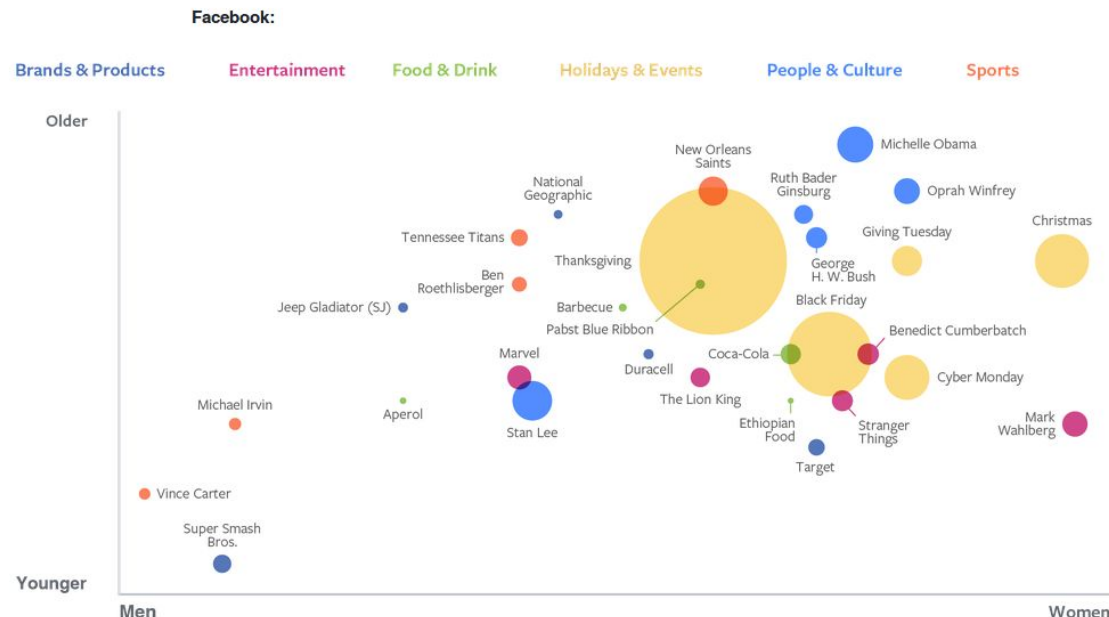 Facebook:
Brands & Products
Entertainment
Food & Drink
Holidays & Events
People & Culture
Sports
Older
Michelle Obama
New Orleans
Saints
Ruth Bader
Ginsburg
National
Geographic
Oprah Winfrey
Christmas
Giving Tuesday
Tennessee Titans
Thanksgiving
George
H. W. Bush
Ben
Roethlisberger
Black Friday
Jeep Gladiator (SJ)
Barbecue
Pabst Blue Ribbon
Benedict Cumberbatch
Marvel
Coca-Cola
Duracell
Cyber Monday
The Lion King
Michael Irvin
Aperol
Stan Lee
Ethiopian
Food
Stranger
Things
Mark
Wahlberg
Target
Vince Carter
Super Smash
Bros.
Younger
Men
Women